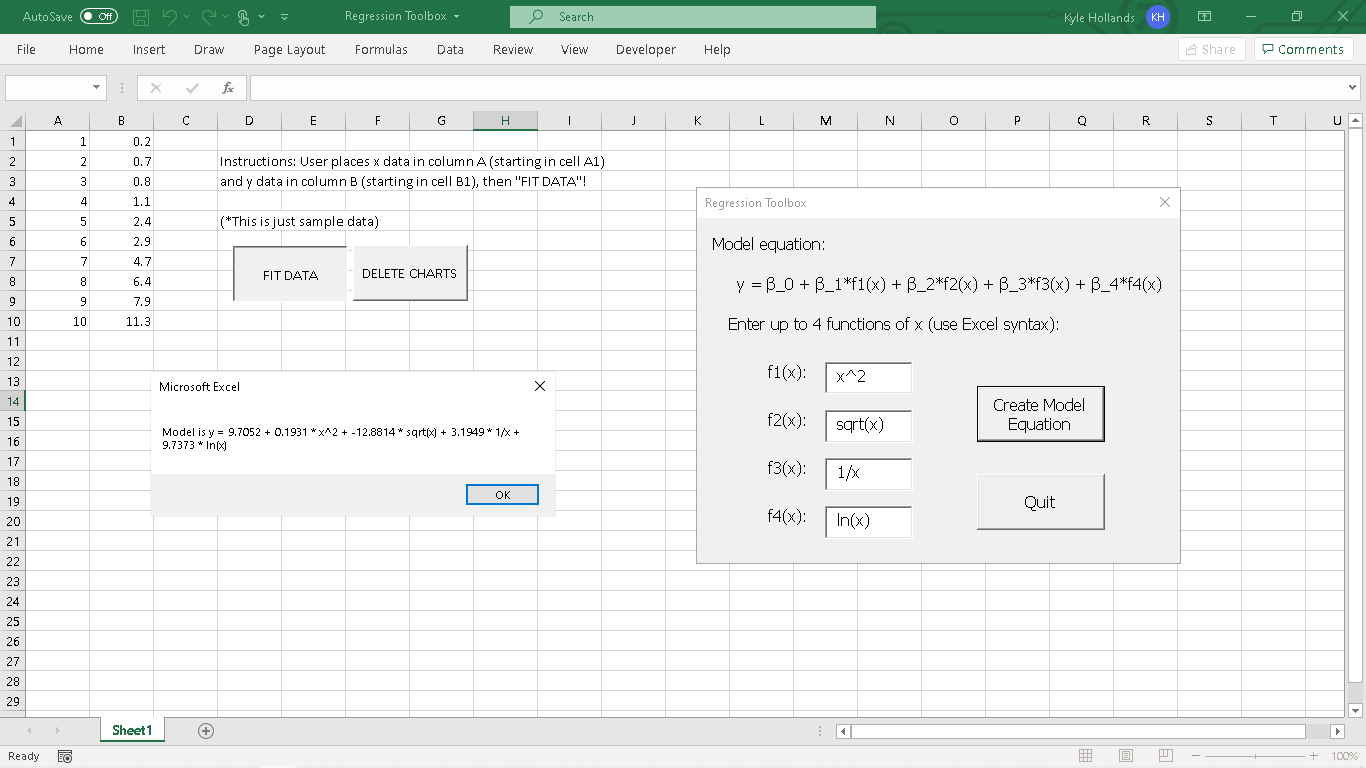 AutoSave Off Regression Toolbox Search Kyle Hollands KH
File Home Insert Draw Page Layout Formulas Data Review View Developer Help Share Comments
fx
A B C D E F G H I J K L M N O P Q R S T U
1 1 0.2
2 2 0.7 Instructions: User places x data in column A (starting in cell A1)
3 3 0.8 and y data in column B (starting in cell B1), then "FIT DATA"!
4 4 1.1
5 5 2.4 (*This is just sample data)
6 6 2.9
7 7 4.7
8 8 6.4
9 9 7.9
10 10 11.3
11
12
13
14
15
16
17
18
19
20
21
22
23
24
25
26
27
28
29
FIT DATA DELETE CHARTS
Microsoft Excel
Model is y = 9.7052 + 0.1931 * x^2 + -12.8814 * sqrt(x) + 3.1949 * 1/x +
9.7373 * ln(x)
OK
Regression Toolbox
Model equation:
y = β_0 + β_1*f1(x) + β_2*f2(x) + β_3*f3(x) + β_4*f4(x)
Enter up to 4 functions of x (use Excel syntax):
f1(x): x^2
f2(x): sqrt(x)
f3(x): 1/x
f4(x): ln(x)
Create Model
Equation
Quit
Sheet1
Ready 100%